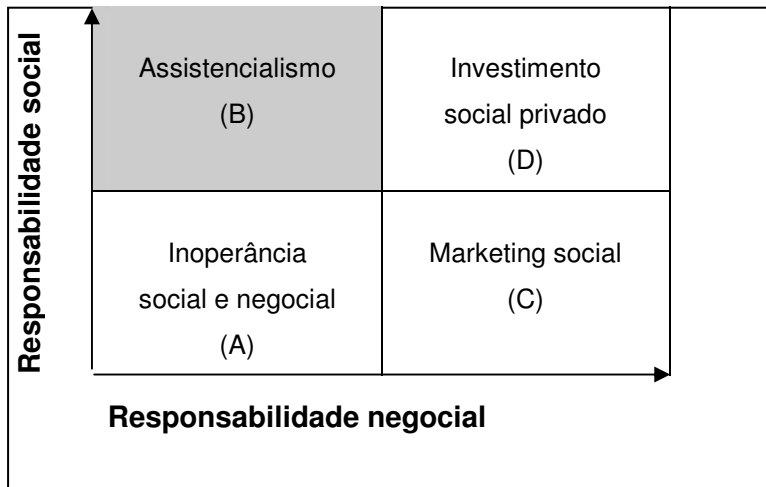 Responsabilidade social
Assistencialismo
(B)
Investimento
social privado
(D)
Inoperância
social e negocial
(A)
Marketing social
(C)
Responsabilidade negocial